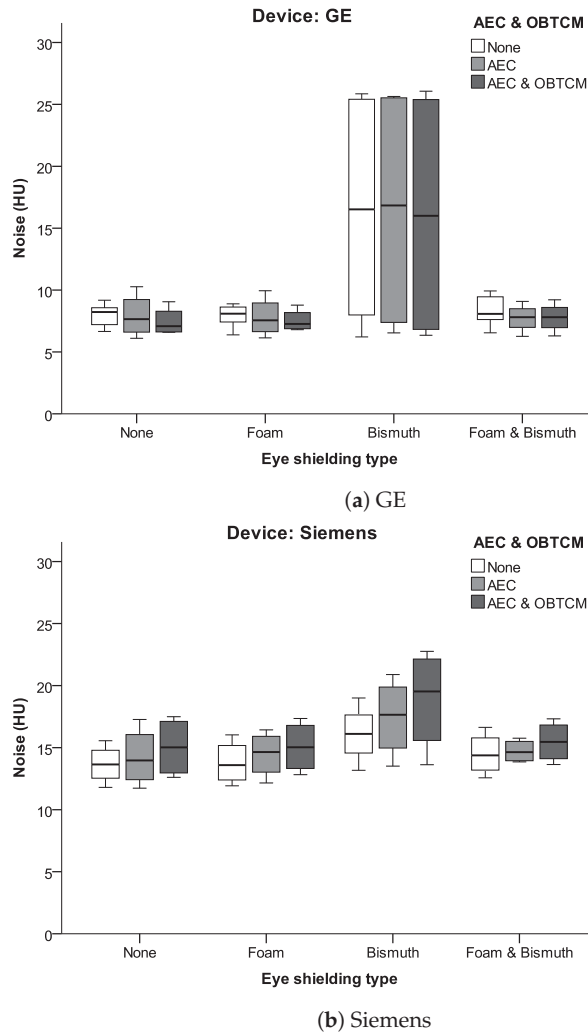 Device: GE
AEC & OBTCM
None
AEC
AEC & OBTCM
30
25
20
15
10
5
0
Noise (HU)
None Foam Bismuth Foam & Bismuth
Eye shielding type
(a) GE
Device: Siemens
AEC & OBTCM
None
AEC
AEC & OBTCM
30
25
20
15
10
5
0
Noise (HU)
None Foam Bismuth Foam & Bismuth
Eye shielding type
(b) Siemens